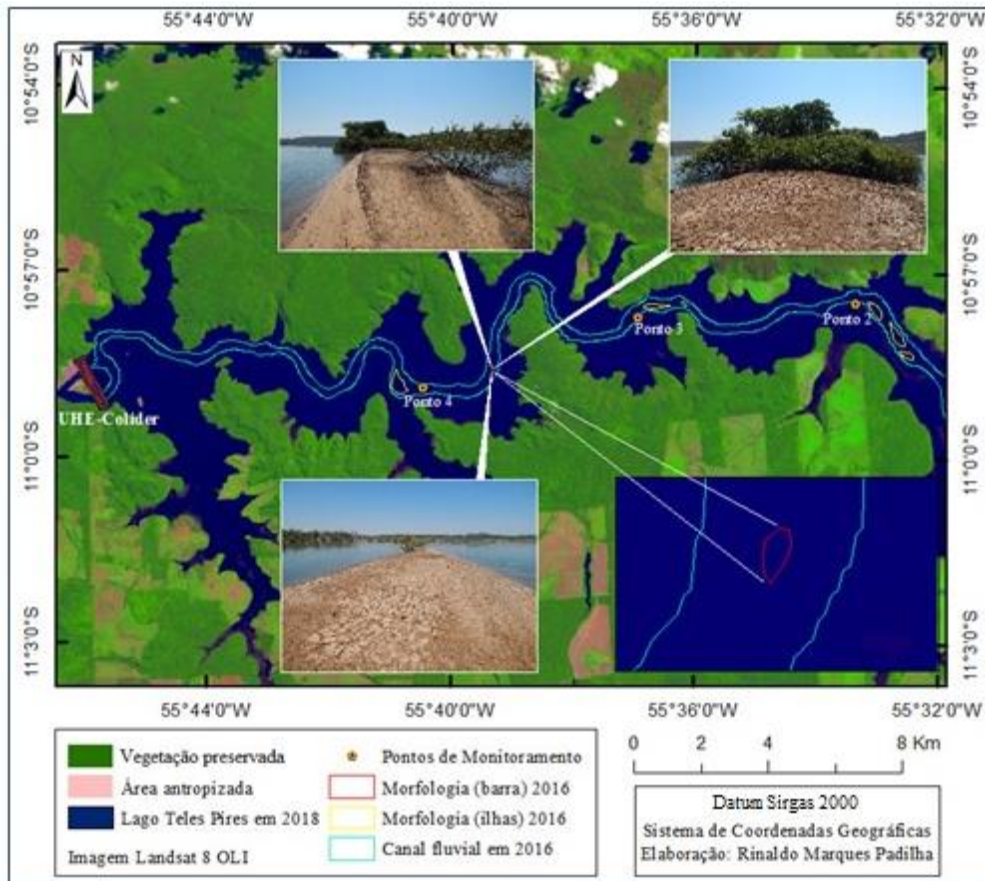 55°44'0"W 55°40'0"W 55°36'0"W 55°32'0"W
10°54'0"S
10°54'0"S
N
10°57'0"S
10°57'0"S
Ponto 3
Ponto 2
Ponto 4
UHE-Colider
11°0'0"S
11°0'0"S
11°3'0"S
11°3'0"S
55°44'0"W 55°40'0"W 55°36'0"W 55°32'0"W
Vegetação preservada
Área antropizada
Lago Teles Pires em 2018
Imagem Landsat 8 OLI
Pontos de Monitoramento
Morfologia (barra) 2016
Morfologia (ilhas) 2016
Canal fluvial em 2016
0 2 4 8 Km
Datum Sirgas 2000
Sistema de Coordenadas Geográficas
Elaboração: Rinaldo Marques Padilha